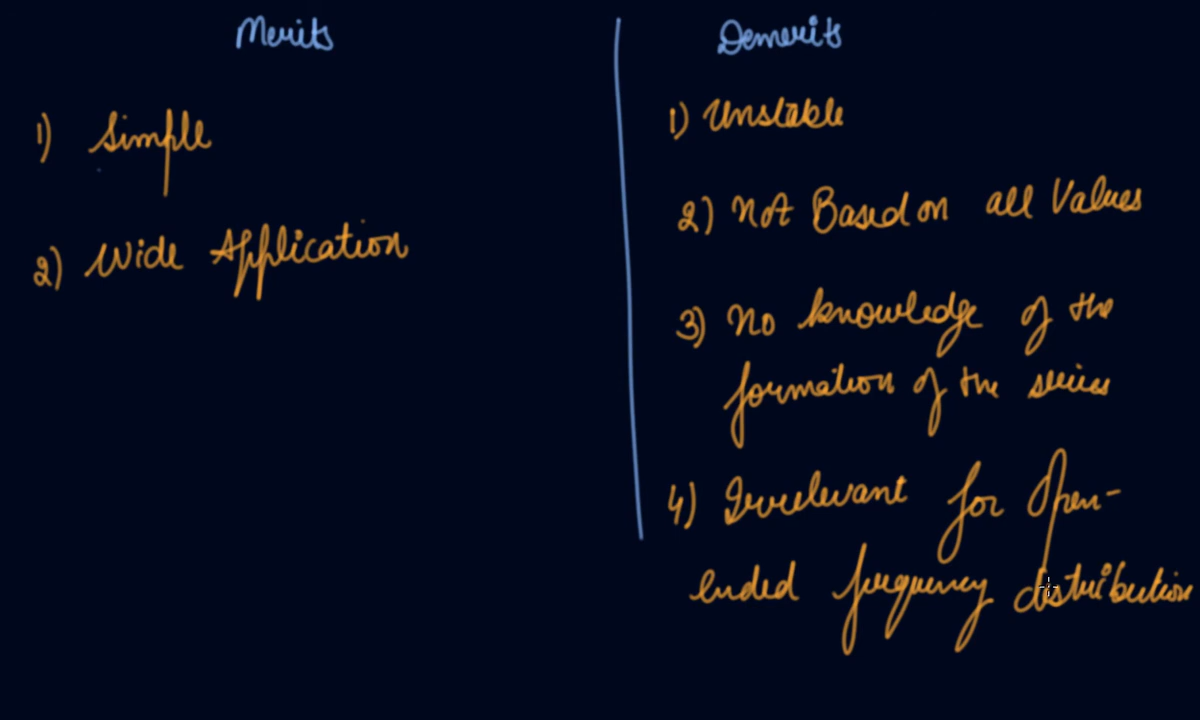 Merits
1) Simple
2) Wide Application
Demerits
1) Unstable
2) Not Based on all Values
3) No knowledge of the
formation of the series
4) Irrelevant for Open-
ended frequency distribution